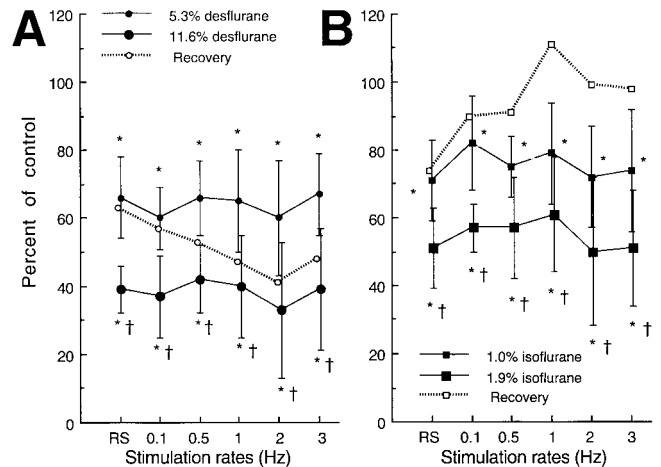 A
5.3% desflurane
11.6% desflurane
Recovery
Percent of control
120
100
80
60
40
20
0
* * * * * *
*† *† *† *† *† *†
RS 0.1 0.5 1 2 3
Stimulation rates (Hz)
B
120
100
80
60
40
20
0
* * * * * *
*† *† *† *† *† *†
1.0% isoflurane
1.9% isoflurane
Recovery
RS 0.1 0.5 1 2 3
Stimulation rates (Hz)